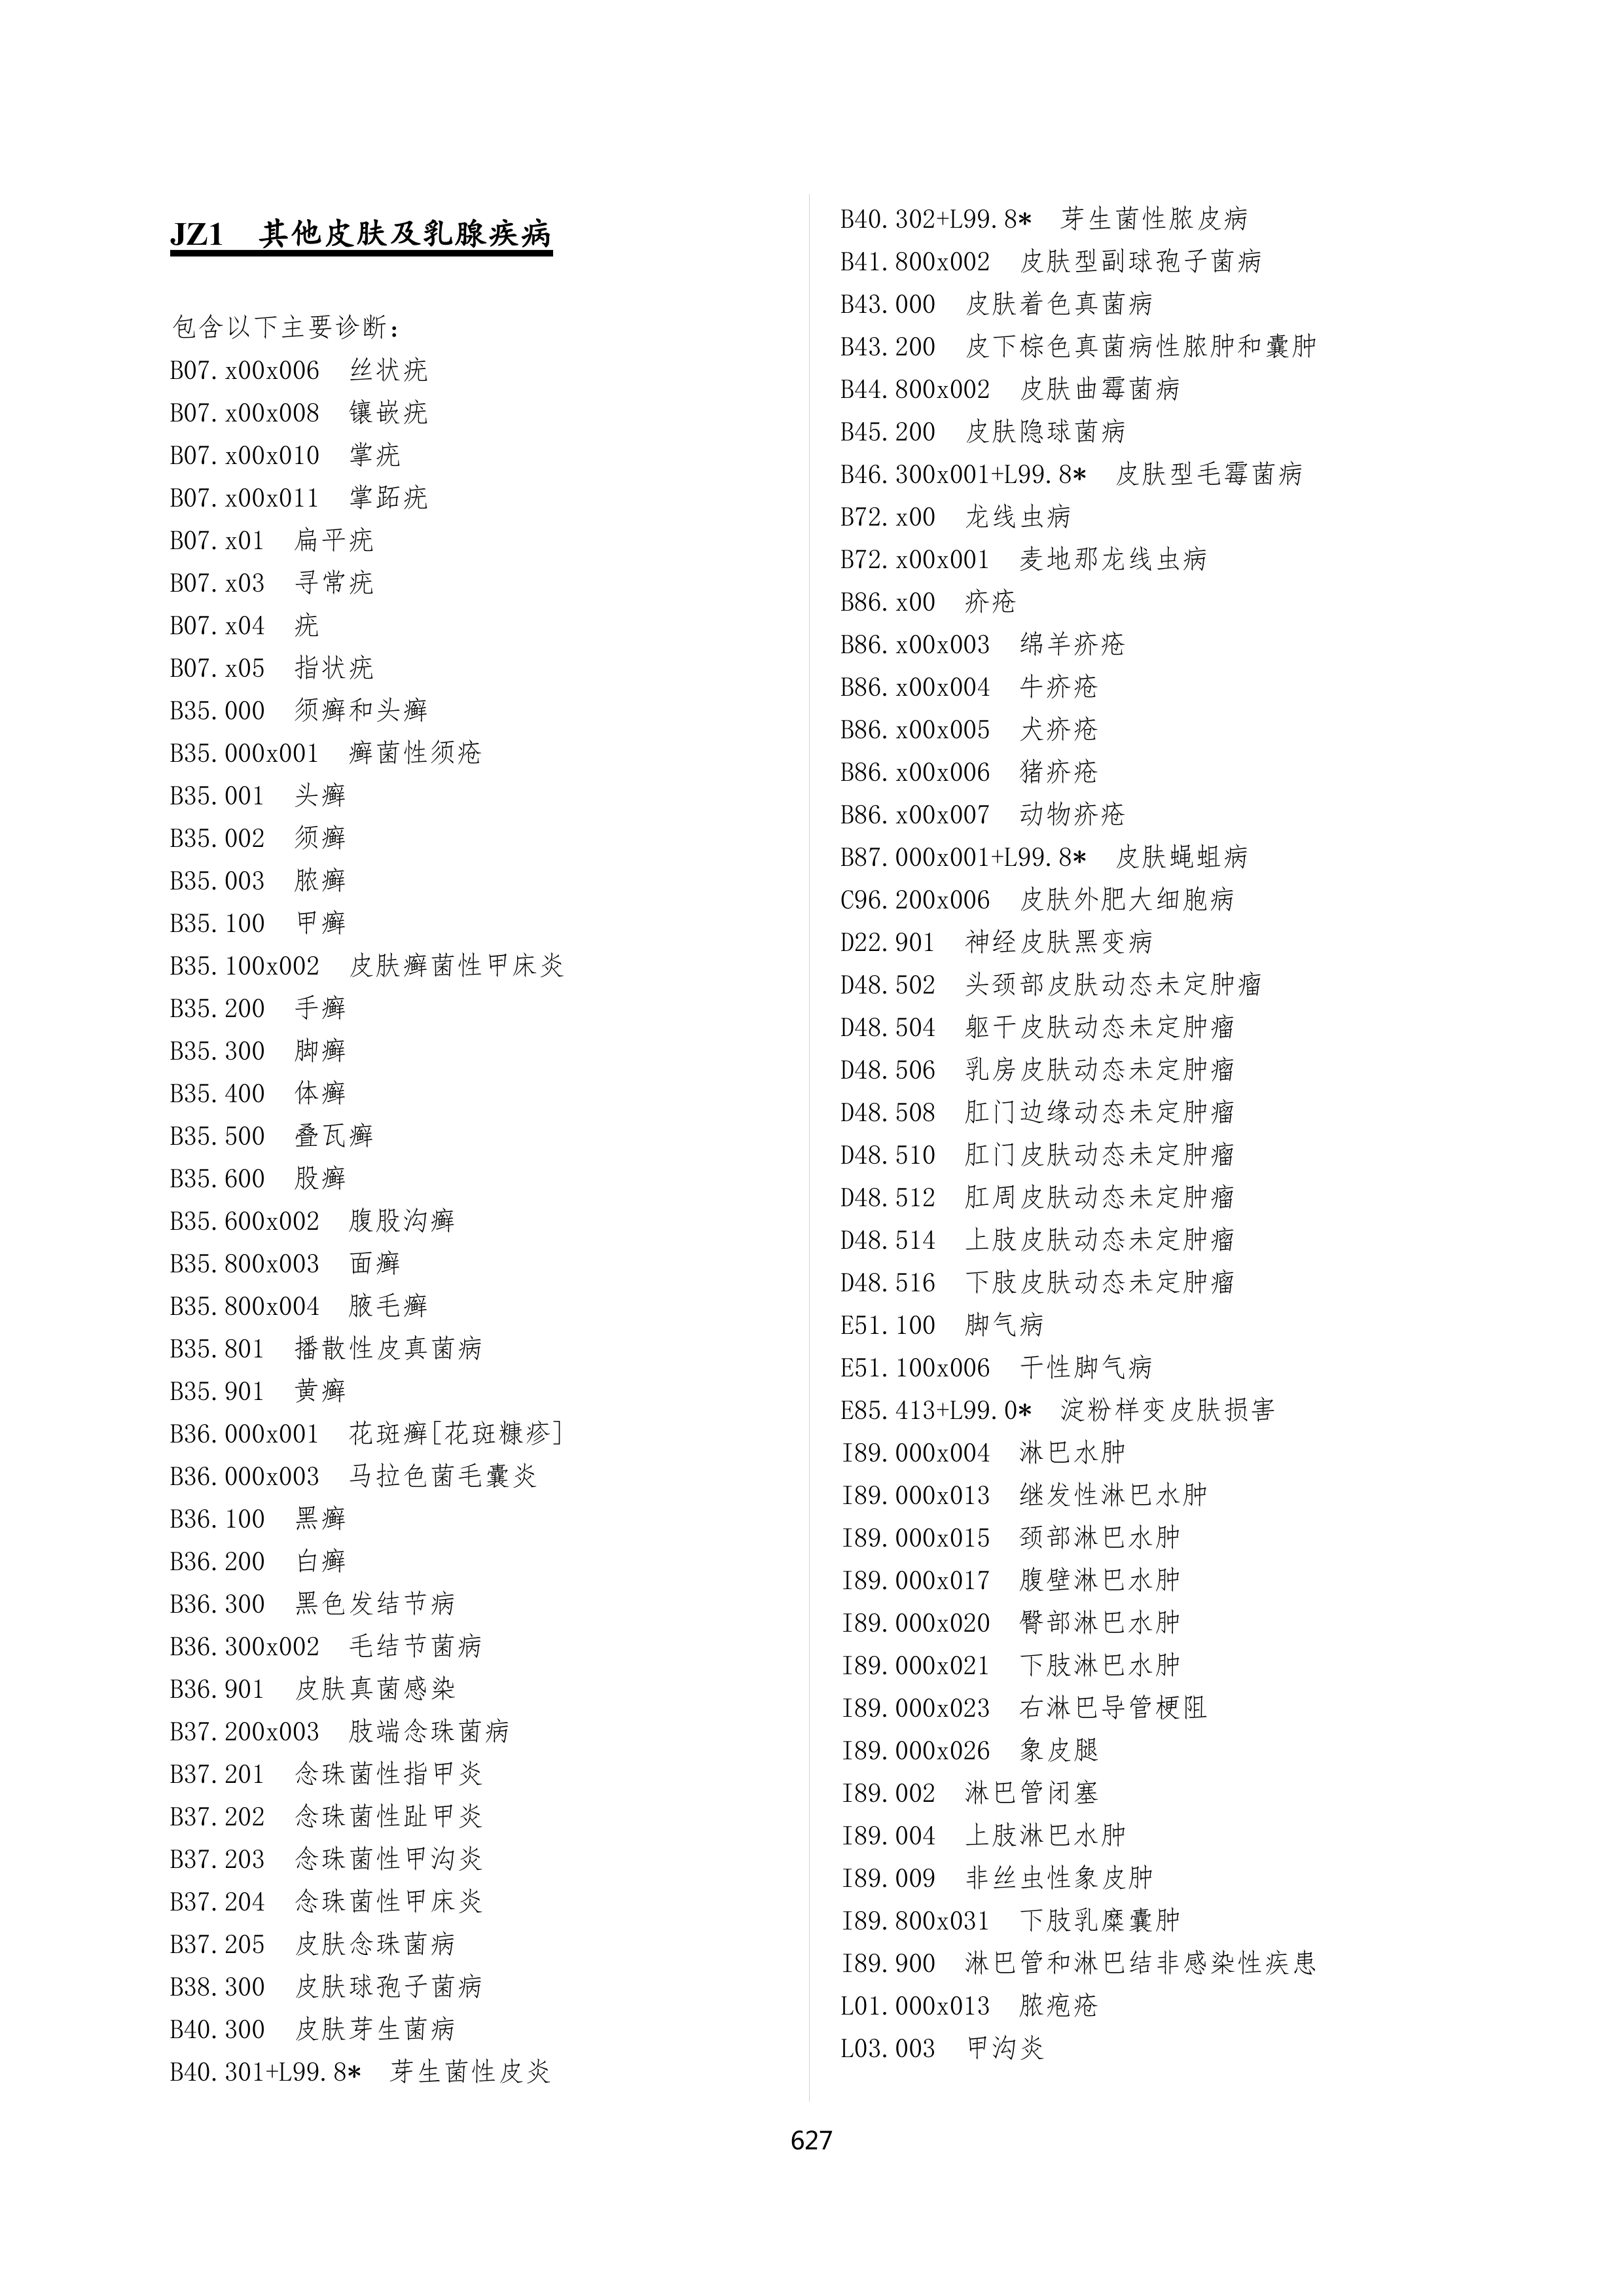 JZ1 其他皮肤及乳腺疾病
包含以下主要诊断：
B07.x00x006 丝状疣
B07.x00x008 镶嵌疣
B07.x00x010 掌疣
B07.x00x011 掌跖疣
B07.x01 扁平疣
B07.x03 寻常疣
B07.x04 疣
B07.x05 指状疣
B35.000 须癣和头癣
B35.000x001 癣菌性须疮
B35.001 头癣
B35.002 须癣
B35.003 脓癣
B35.100 甲癣
B35.100x002 皮肤癣菌性甲床炎
B35.200 手癣
B35.300 脚癣
B35.400 体癣
B35.500 叠瓦癣
B35.600 股癣
B35.600x002 腹股沟癣
B35.800x003 面癣
B35.800x004 腋毛癣
B35.801 播散性皮真菌病
B35.901 黄癣
B36.000x001 花斑癣[花斑糠疹]
B36.000x003 马拉色菌毛囊炎
B36.100 黑癣
B36.200 白癣
B36.300 黑色发结节病
B36.300x002 毛结节菌病
B36.901 皮肤真菌感染
B37.200x003 肢端念珠菌病
B37.201 念珠菌性指甲炎
B37.202 念珠菌性趾甲炎
B37.203 念珠菌性甲沟炎
B37.204 念珠菌性甲床炎
B37.205 皮肤念珠菌病
B38.300 皮肤球孢子菌病
B40.300 皮肤芽生菌病
B40.301+L99.8* 芽生菌性皮炎
B40.302+L99.8* 芽生菌性脓皮病
B41.800x002 皮肤型副球孢子菌病
B43.000 皮肤着色真菌病
B43.200 皮下棕色真菌病性脓肿和囊肿
B44.800x002 皮肤曲霉菌病
B45.200 皮肤隐球菌病
B46.300x001+L99.8* 皮肤型毛霉菌病
B72.x00 龙线虫病
B72.x00x001 麦地那龙线虫病
B86.x00 疥疮
B86.x00x003 绵羊疥疮
B86.x00x004 牛疥疮
B86.x00x005 犬疥疮
B86.x00x006 猪疥疮
B86.x00x007 动物疥疮
B87.000x001+L99.8* 皮肤蝇蛆病
C96.200x006 皮肤外肥大细胞病
D22.901 神经皮肤黑变病
D48.502 头颈部皮肤动态未定肿瘤
D48.504 躯干皮肤动态未定肿瘤
D48.506 乳房皮肤动态未定肿瘤
D48.508 肛门边缘动态未定肿瘤
D48.510 肛门皮肤动态未定肿瘤
D48.512 肛周皮肤动态未定肿瘤
D48.514 上肢皮肤动态未定肿瘤
D48.516 下肢皮肤动态未定肿瘤
E51.100 脚气病
E51.100x006 干性脚气病
E85.413+L99.0* 淀粉样变皮肤损害
I89.000x004 淋巴水肿
I89.000x013 继发性淋巴水肿
I89.000x015 颈部淋巴水肿
I89.000x017 腹壁淋巴水肿
I89.000x020 臀部淋巴水肿
I89.000x021 下肢淋巴水肿
I89.000x023 右淋巴导管梗阻
I89.000x026 象皮腿
I89.002 淋巴管闭塞
I89.004 上肢淋巴水肿
I89.009 非丝虫性象皮肿
I89.800x031 下肢乳糜囊肿
I89.900 淋巴管和淋巴结非感染性疾患
L01.000x013 脓疱疮
L03.003 甲沟炎
627